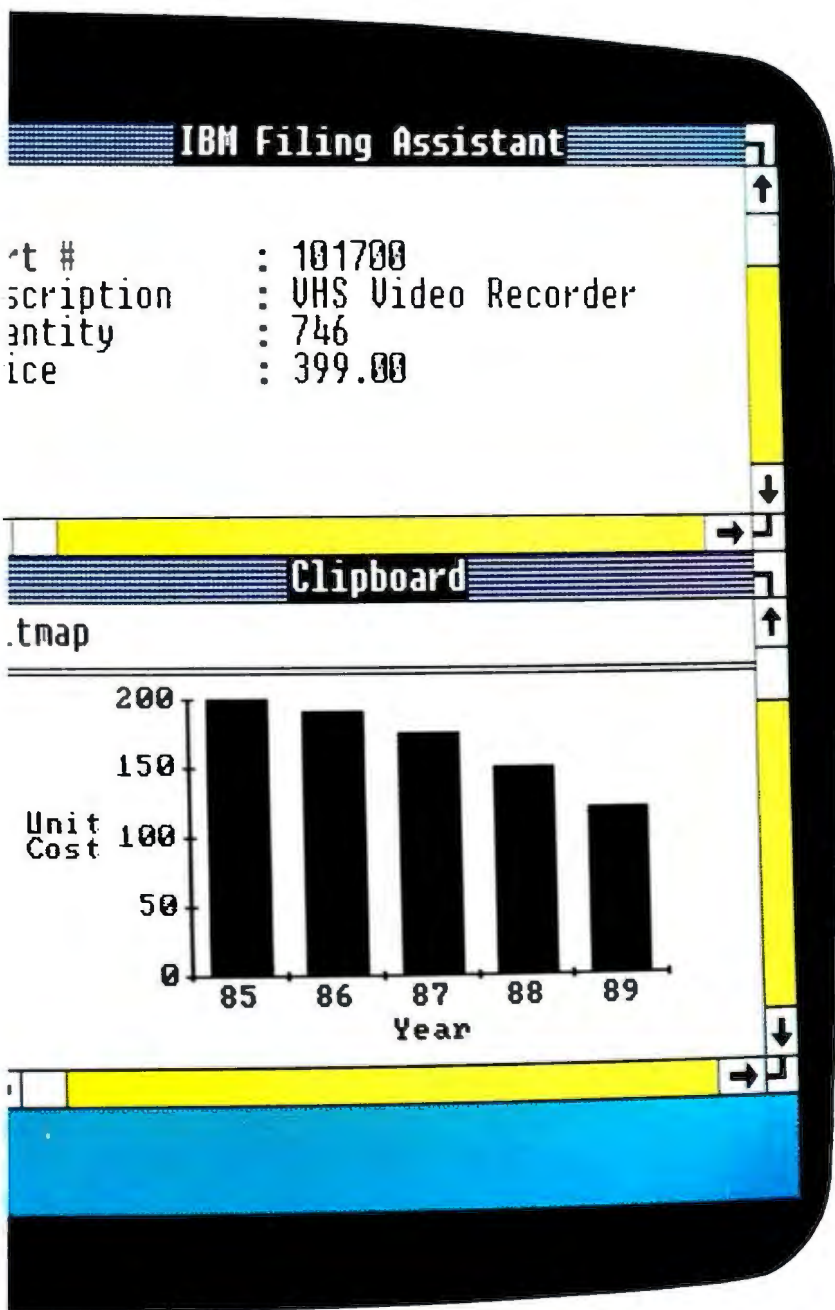 IBM Filing Assistant
rt # : 101700
scription : VHS Video Recorder
antity : 746
ice : 399.00
Clipboard
tmap
200
150
Unit
Cost 100
50
0
85 86 87 88 89
Year